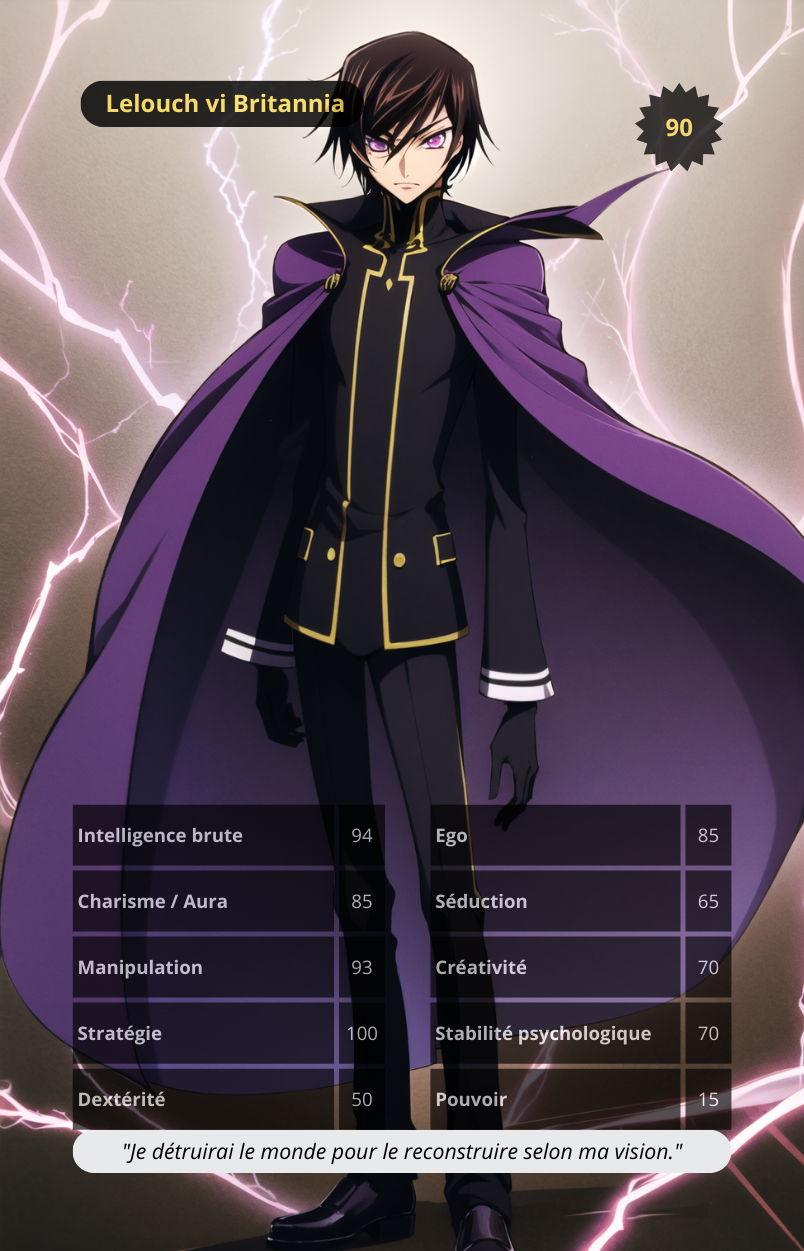 Lelouch vi Britannia
90
Intelligence brute 94
Ego 85
Charisme / Aura 85
Séduction 65
Manipulation 93
Créativité 70
Stratégie 100
Stabilité psychologique 70
Dextérité 50
Pouvoir 15
"Je détruirai le monde pour le reconstruire selon ma vision."